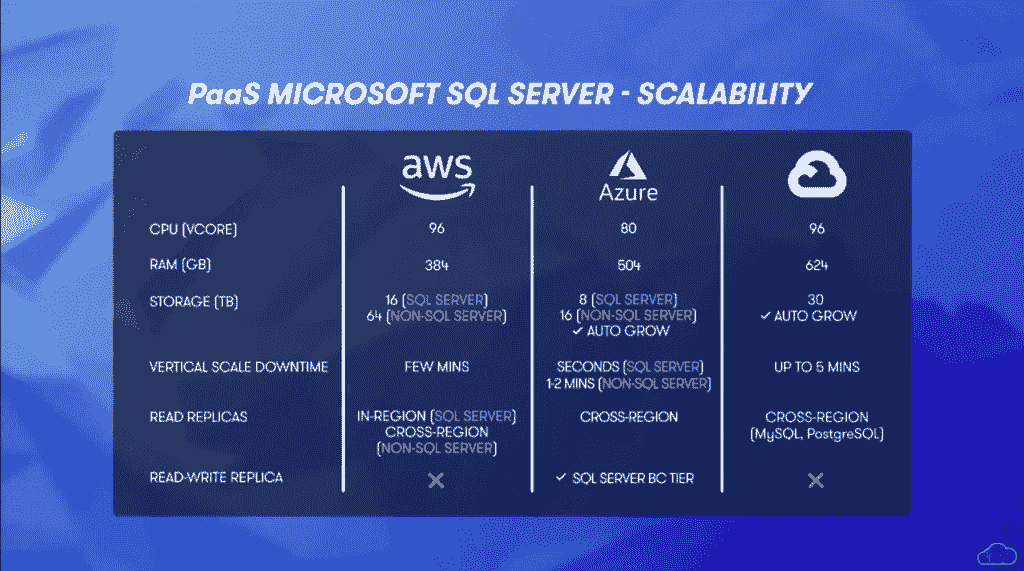 PaaS MICROSOFT SQL SERVER - SCALABILITY
aws
Azure
CPU (VCORE)
96
80
96
RAM (GB)
384
504
624
STORAGE (TB)
16 (SQL SERVER)
64 (NON-SQL SERVER)
8 (SQL SERVER)
16 (NON-SQL SERVER)
✓ AUTO GROW
30
✓ AUTO GROW
VERTICAL SCALE DOWNTIME
FEW MINS
SECONDS (SQL SERVER)
1-2 MINS (NON-SQL SERVER)
UP TO 5 MINS
READ REPLICAS
IN-REGION (SQL SERVER)
CROSS-REGION
(NON-SQL SERVER)
CROSS-REGION
CROSS-REGION
(MySQL, PostgreSQL)
READ-WRITE REPLICA
✕
✓ SQL SERVER BC TIER
✕